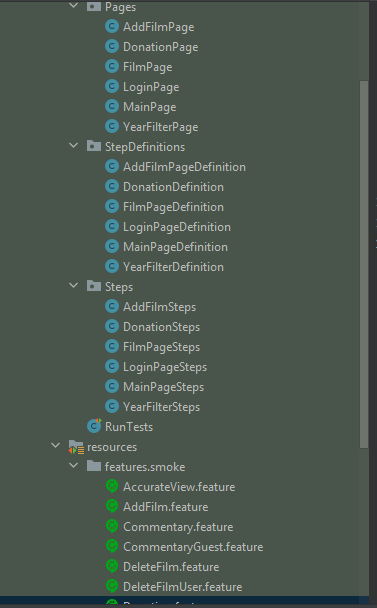 Pages
AddFilmPage
DonationPage
FilmPage
LoginPage
MainPage
YearFilterPage
StepDefinitions
AddFilmPageDefinition
DonationDefinition
FilmPageDefinition
LoginPageDefinition
MainPageDefinition
YearFilterDefinition
Steps
AddFilmSteps
DonationSteps
FilmPageSteps
LoginPageSteps
MainPageSteps
YearFilterSteps
RunTests
resources
features.smoke
AccurateView.feature
AddFilm.feature
Commentary.feature
CommentaryGuest.feature
DeleteFilm.feature
DeleteFilmUser.feature